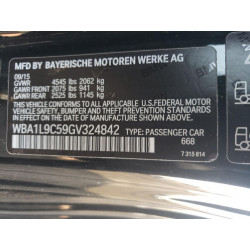 MFD BY BAYERISCHE MOTOREN WERKE AG
09/15
GVWR 4545 lbs 2062 kg
GAWR FRONT 2075 lbs 941 kg
GAWR REAR 2525 lbs 1145 kg
THIS VEHICLE CONFORMS TO ALL
APPLICABLE U.S. FEDERAL MOTOR
VEHICLE SAFETY, BUMPER, AND THEFT
PREVENTION STANDARDS IN EFFECT ON THE
DATE OF MANUFACTURE SHOWN ABOVE.
WBA1L9C59GV324842 TYPE: PASSENGER CAR
668
7 315 814